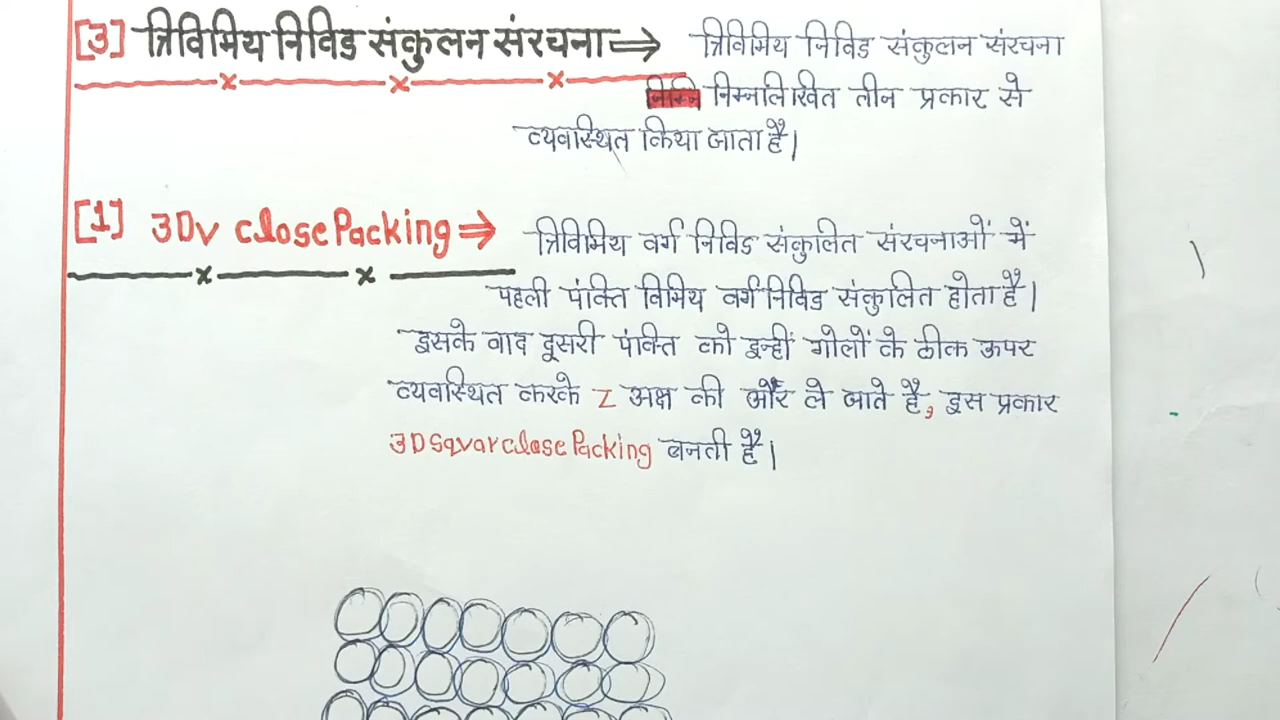 [3] त्रिविमिय निविड संकुलन संरचना⇒ त्रिविमिय निविड संकुलन संरचना
निम्नलिखित तीन प्रकार से
व्यवस्थित किया जाता है।
[1] 3Dv closePacking⇒ त्रिविमिय वर्ग निविड संकुलित संरचनाओं में
पहली पंक्ति विमिय वर्ग निविड संकुलित होता है।
इसके वाद दूसरी पंक्ति को इन्हीं गोलों के ठीक ऊपर
व्यवस्थित करके Z अक्ष की और ले जाते है, इस प्रकार
3DsqvarclosePacking बनती है।